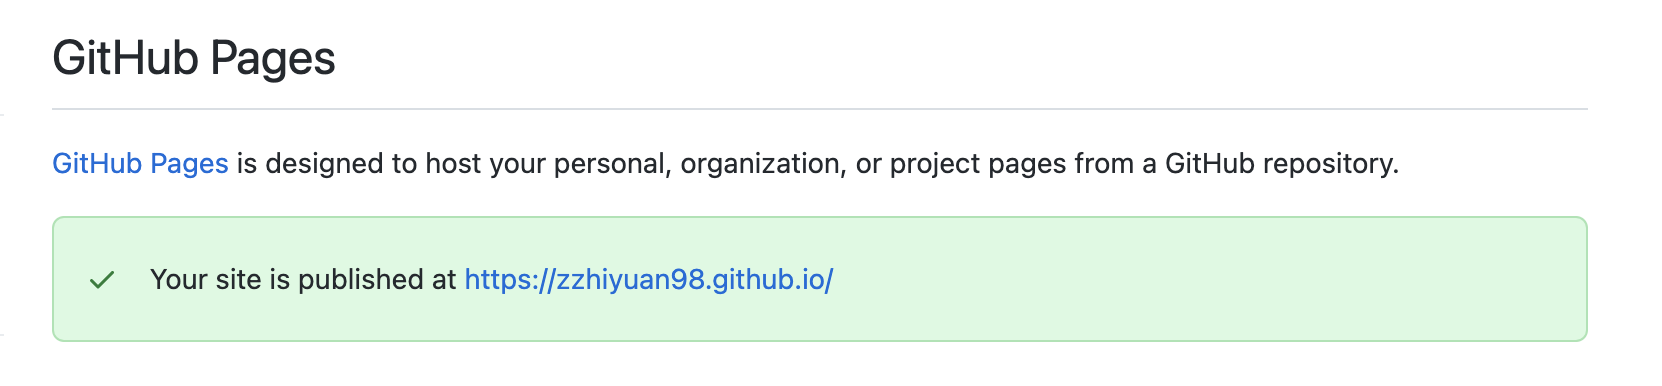 GitHub Pages
GitHub Pages is designed to host your personal, organization, or project pages from a GitHub repository.
Your site is published at https://zzhiyuan98.github.io/